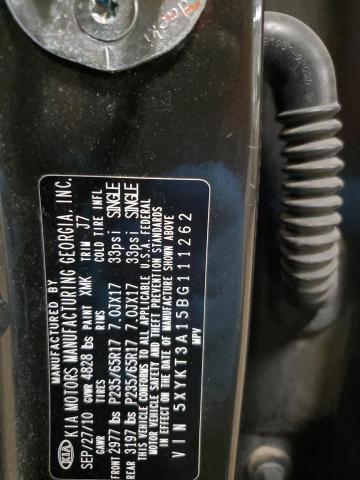 MANUFACTURED BY
KIA KIA MOTORS MANUFACTURING GEORGIA, INC.
SEP/27/10 GVWR 4828 lbs PAINT XMK TRIM J7
GAWR TIRES RIMS COLD TIRE INFL
FRONT 2977 lbs P235/65R17 7.0JX17 33psi SINGLE
REAR 3197 lbs P235/65R17 7.0JX17 33psi SINGLE
THIS VEHICLE CONFORMS TO ALL APPLICABLE U.S.A. FEDERAL
MOTOR VEHICLE SAFETY AND THEFT PREVENTION STANDARDS
IN EFFECT ON THE DATE OF MANUFACTURE SHOWN ABOVE
VIN 5XYKT3A15BG111262
MPV